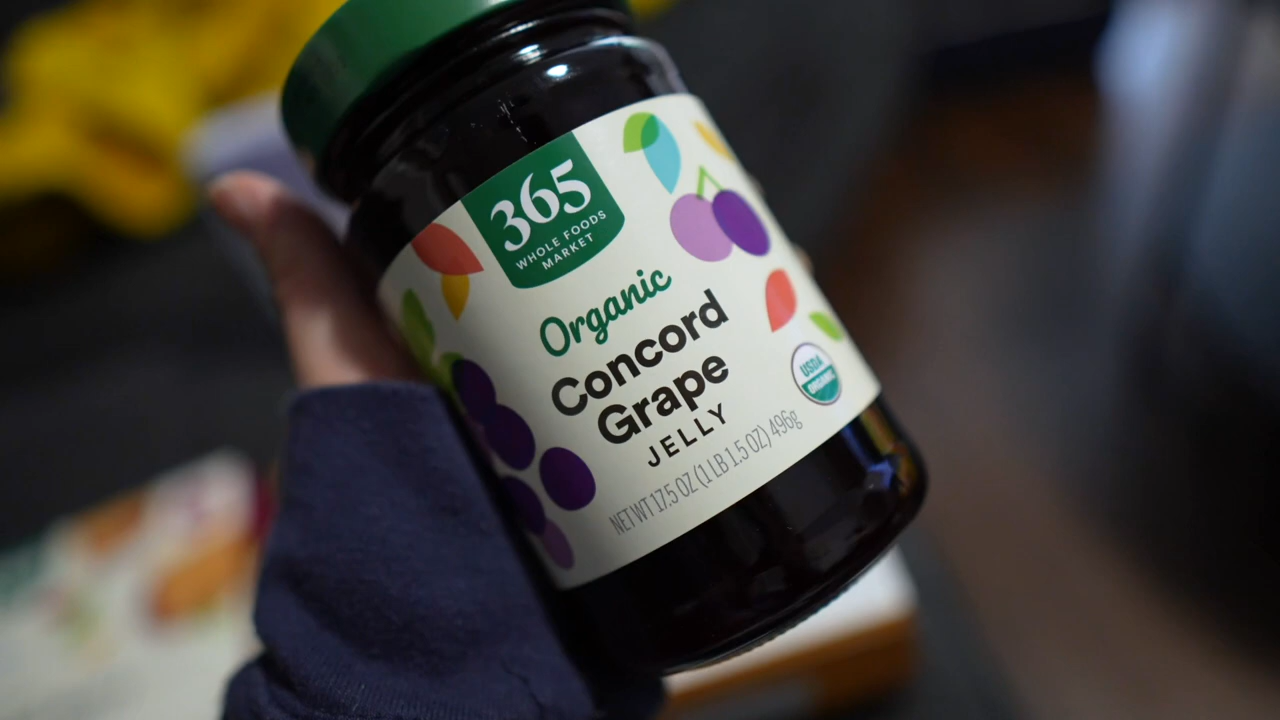 365
WHOLE FOODS
MARKET
Organic
Concord
Grape
JELLY
USDA
ORGANIC
NET WT 17.5 OZ (1 LB 1.5 OZ) 496g